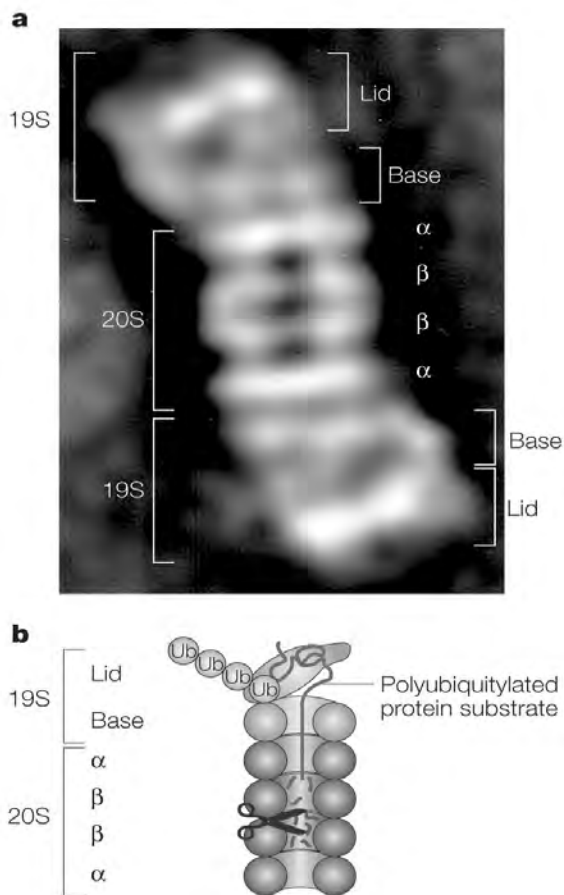 a
Lid
19S
Base
α
β
20S
β
α
Base
19S
Lid
b
Ub
Ub
Ub
Ub
Lid
19S
Polyubiquitylated
protein substrate
Base
α
β
20S
β
α